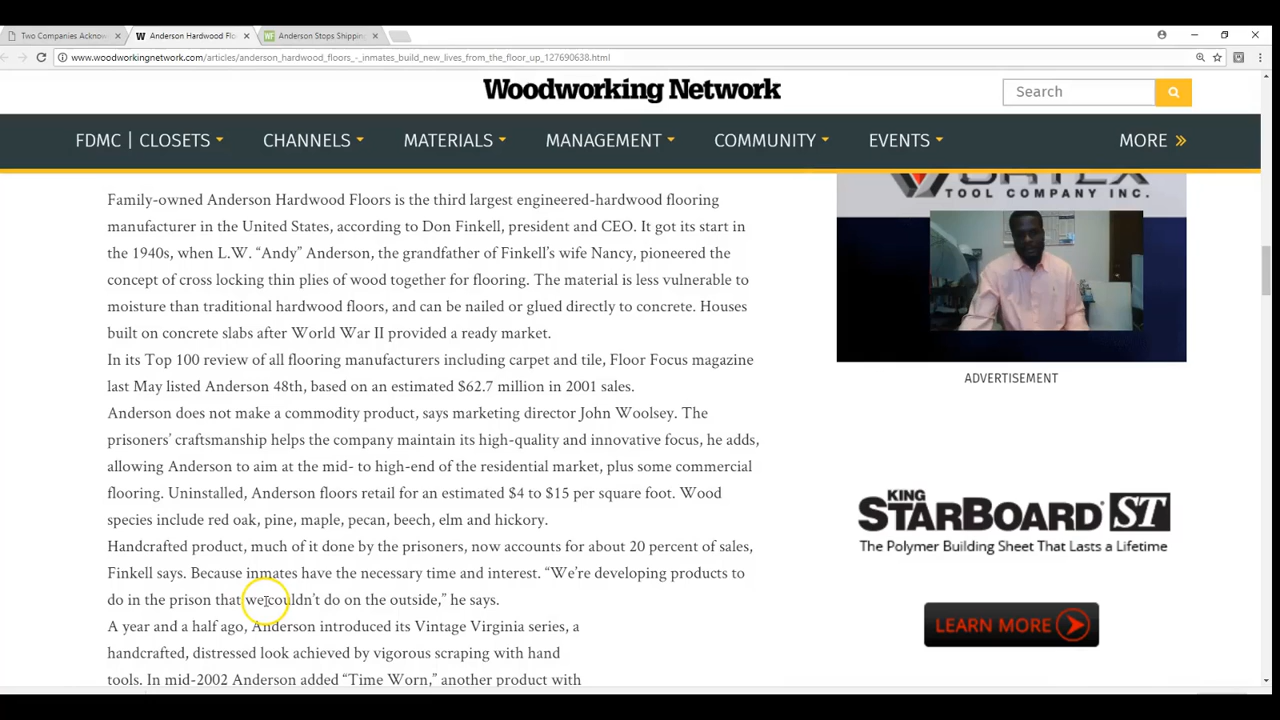 Two Companies Acknow
Anderson Hardwood Flo
Anderson Stops Shipping
www.woodworkingnetwork.com/articles/anderson_hardwood_floors_-_inmates_build_new_lives_from_the_floor_up_127690638.html
Woodworking Network
Search
FDMC | CLOSETS CHANNELS MATERIALS MANAGEMENT COMMUNITY EVENTS MORE
Family-owned Anderson Hardwood Floors is the third largest engineered-hardwood flooring
manufacturer in the United States, according to Don Finkell, president and CEO. It got its start in
the 1940s, when L.W. “Andy” Anderson, the grandfather of Finkell’s wife Nancy, pioneered the
concept of cross locking thin plies of wood together for flooring. The material is less vulnerable to
moisture than traditional hardwood floors, and can be nailed or glued directly to concrete. Houses
built on concrete slabs after World War II provided a ready market.
In its Top 100 review of all flooring manufacturers including carpet and tile, Floor Focus magazine
last May listed Anderson 48th, based on an estimated $62.7 million in 2001 sales.
Anderson does not make a commodity product, says marketing director John Woolsey. The
prisoners’ craftsmanship helps the company maintain its high-quality and innovative focus, he adds,
allowing Anderson to aim at the mid- to high-end of the residential market, plus some commercial
flooring. Uninstalled, Anderson floors retail for an estimated $4 to $15 per square foot. Wood
species include red oak, pine, maple, pecan, beech, elm and hickory.
Handcrafted product, much of it done by the prisoners, now accounts for about 20 percent of sales,
Finkell says. Because inmates have the necessary time and interest. “We’re developing products to
do in the prison that we couldn’t do on the outside,” he says.
A year and a half ago, Anderson introduced its Vintage Virginia series, a
handcrafted, distressed look achieved by vigorous scraping with hand
tools. In mid-2002 Anderson added “Time Worn,” another product with
TOOL COMPANY INC.
ADVERTISEMENT
KING
STARBOARD ST
The Polymer Building Sheet That Lasts a Lifetime
LEARN MORE